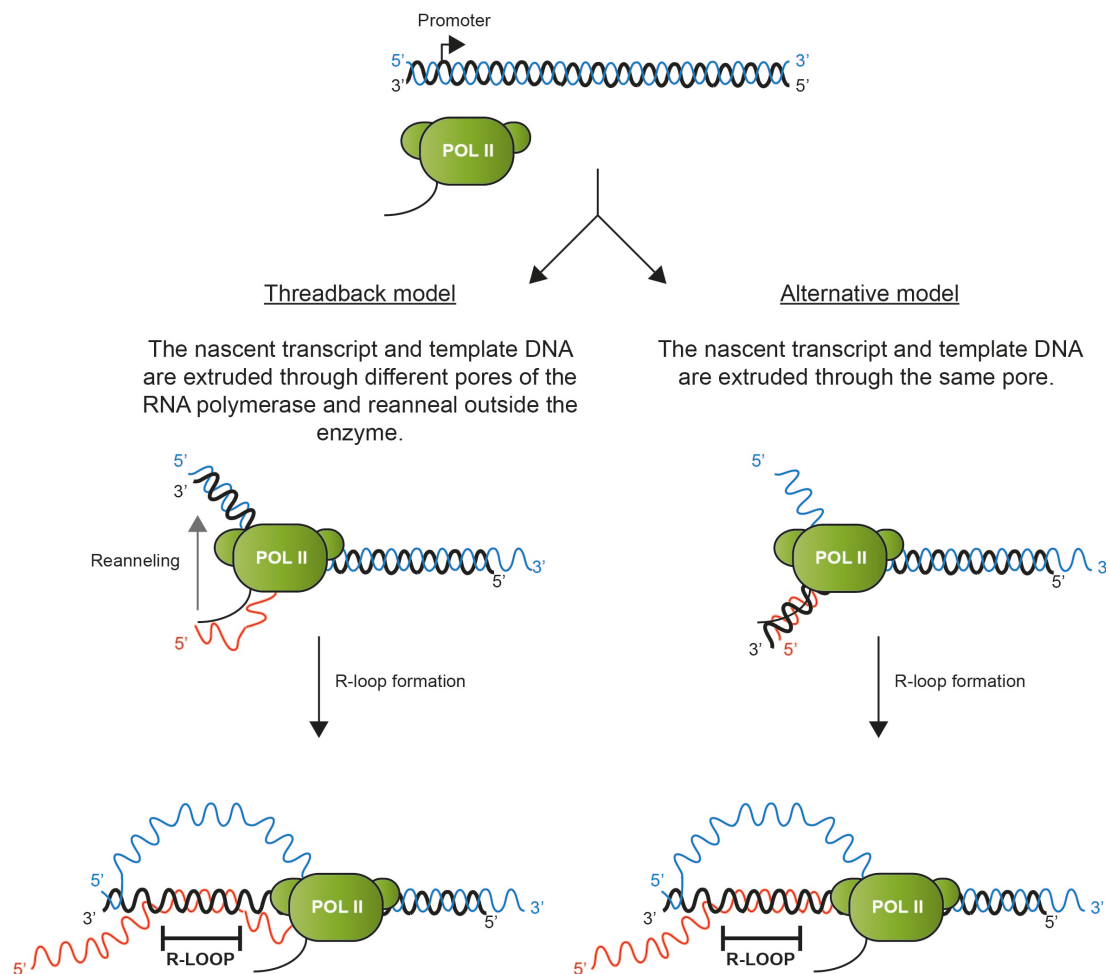 Promoter
5' 3'
3' 5'
POL II
Threadback model
The nascent transcript and template DNA
are extruded through different pores of the
RNA polymerase and reanneal outside the
enzyme.
5'
3'
Reanneling
POL II
5'
3'
5'
R-loop formation
5'
3'
POL II
5'
3'
R-LOOP
5'
Alternative model
The nascent transcript and template DNA
are extruded through the same pore.
5'
POL II
3'
5'
3'
5'
R-loop formation
5'
3'
POL II
5'
3'
R-LOOP
5'